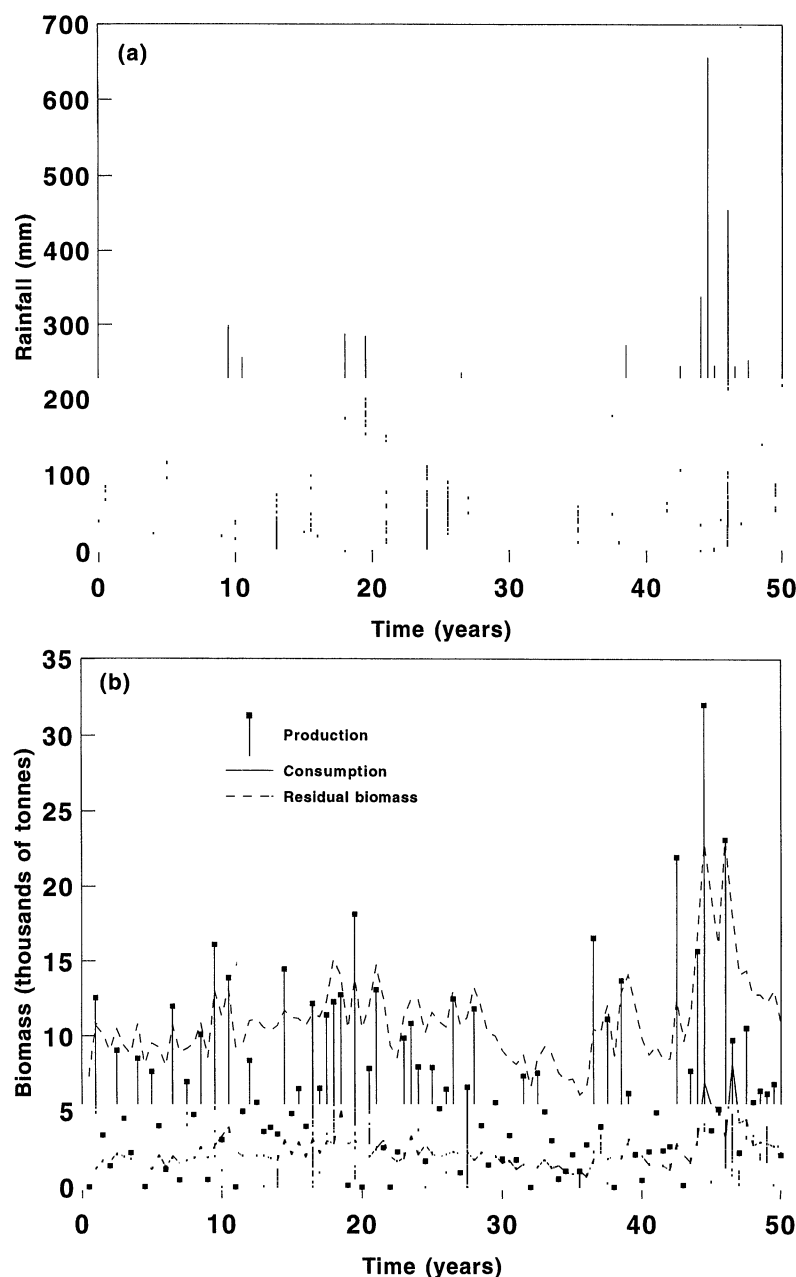 (a)
700
600
500
400
300
200
100
0
Rainfall (mm)
0 10 20 30 40 50
Time (years)
(b)
35
30
25
20
15
10
5
0
Biomass (thousands of tonnes)
Production
Consumption
Residual biomass
0 10 20 30 40 50
Time (years)